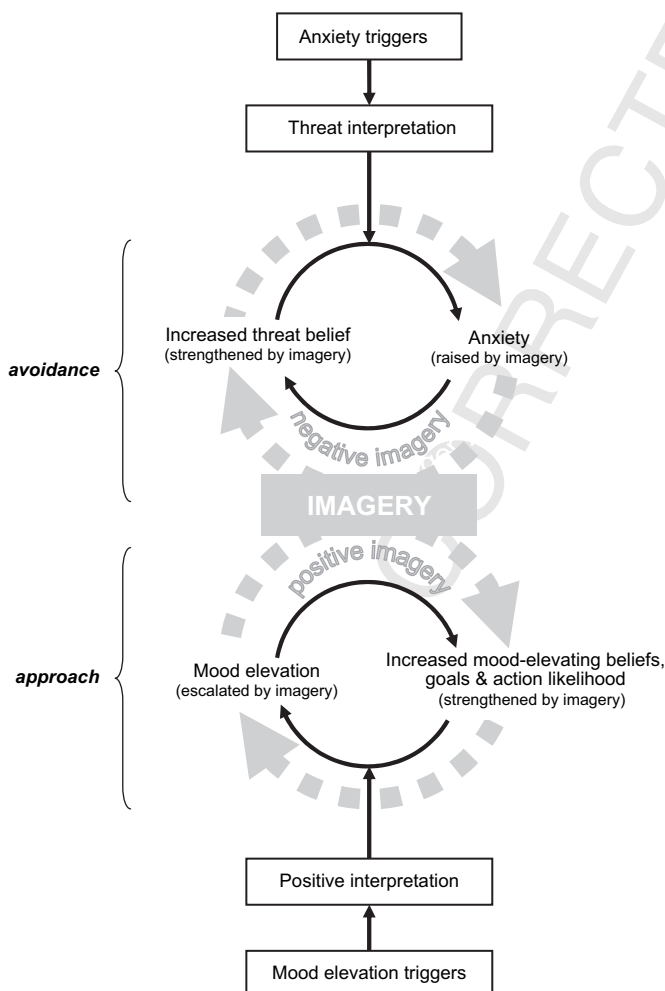 Anxiety triggers
Threat interpretation
Increased threat belief
(strengthened by imagery)
Anxiety
(raised by imagery)
avoidance
negative imagery
IMAGERY
positive imagery
approach
Mood elevation
(escalated by imagery)
Increased mood-elevating beliefs,
goals & action likelihood
(strengthened by imagery)
Positive interpretation
Mood elevation triggers